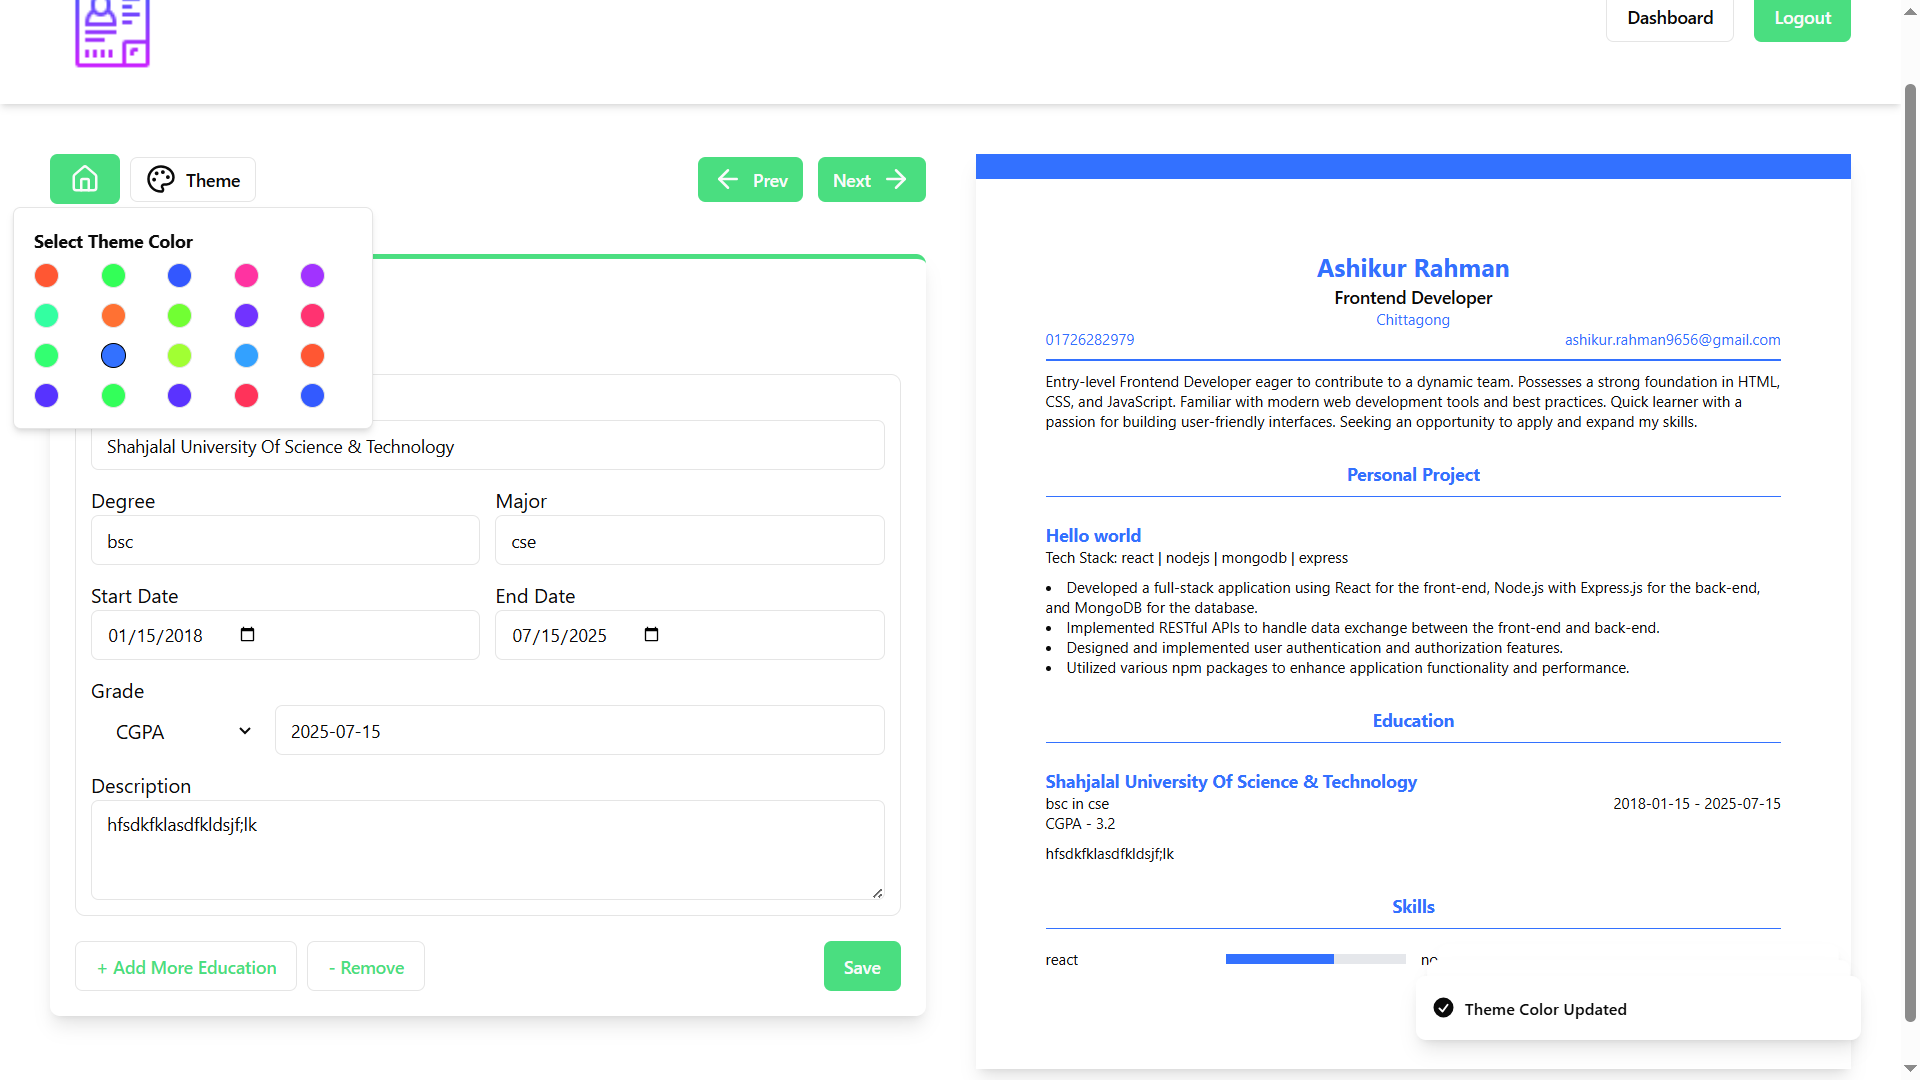 Dashboard
Logout
Theme
Prev
Next
Select Theme Color
Shahjalal University Of Science & Technology
Degree
Major
bsc
cse
Start Date
End Date
01/15/2018
07/15/2025
Grade
CGPA
2025-07-15
Description
hfsdkfklasdfkldsjf;lk
+ Add More Education
- Remove
Save
Ashikur Rahman
Frontend Developer
Chittagong
01726282979
ashikur.rahman9656@gmail.com
Entry-level Frontend Developer eager to contribute to a dynamic team. Possesses a strong foundation in HTML,
CSS, and JavaScript. Familiar with modern web development tools and best practices. Quick learner with a
passion for building user-friendly interfaces. Seeking an opportunity to apply and expand my skills.
Personal Project
Hello world
Tech Stack: react | nodejs | mongodb | express
• Developed a full-stack application using React for the front-end, Node.js with Express.js for the back-end,
and MongoDB for the database.
• Implemented RESTful APIs to handle data exchange between the front-end and back-end.
• Designed and implemented user authentication and authorization features.
• Utilized various npm packages to enhance application functionality and performance.
Education
Shahjalal University Of Science & Technology
bsc in cse
2018-01-15 - 2025-07-15
CGPA - 3.2
hfsdkfklasdfkldsjf;lk
Skills
react
Theme Color Updated